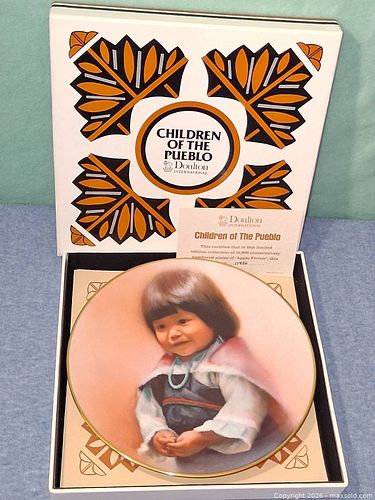 CHILDREN
OF THE
PUEBLO
Doulton
INTERNATIONAL
Doulton
INTERNATIONAL
Children of The Pueblo
This certifies that in this limited
edition collection of 15,000 consecutively
numbered plates of "Apple Flower", this
Copyright 2026 - maxsold.com